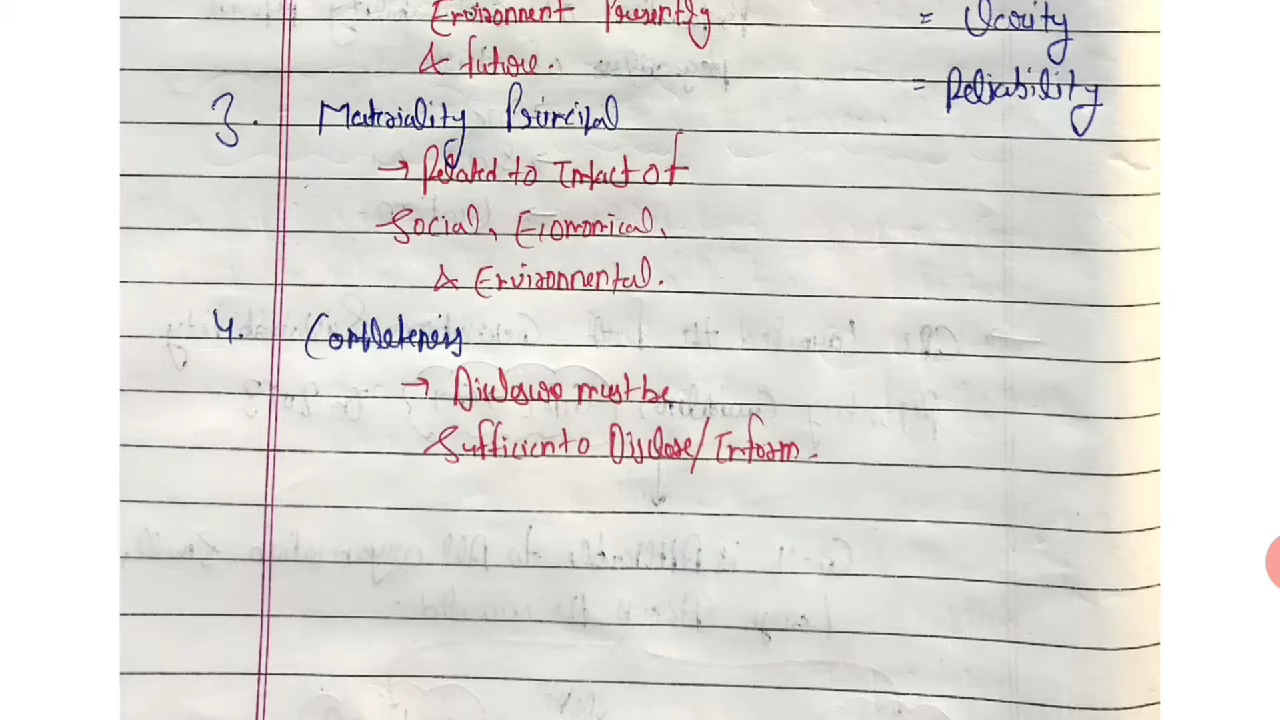 Environment Presently
& future.
= Clarity
= Reliability
3. Materiality Principal
→ Related to Impact of
Social, Economical,
& Environmental.
4. Completeness
→ Disclosure must be
Sufficient to Disclose/Inform.